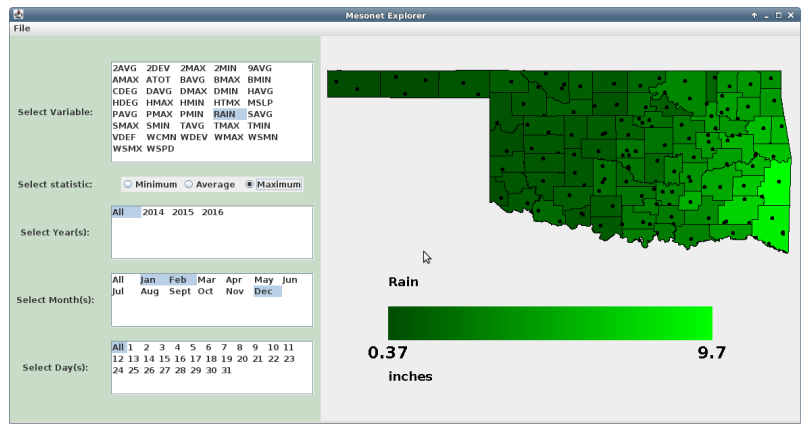 Mesonet Explorer
File
Select Variable:
2AVG 2DEV 2MAX 2MIN 9AVG
AMAX ATOT BAVG BMAX BMIN
CDEG DAVG DMAX DMIN HAVG
HDEG HMAX HMIN HTMX MSLP
PAVG PMAX PMIN RAIN SAVG
SMAX SMIN TAVG TMAX TMIN
VDEF WCMN WDEV WMAX WSMN
WSMX WSPD
Select statistic:
Minimum Average Maximum
Select Year(s):
All 2014 2015 2016
Select Month(s):
All Jan Feb Mar Apr May Jun
Jul Aug Sept Oct Nov Dec
Select Day(s):
All 1 2 3 4 5 6 7 8 9 10 11
12 13 14 15 16 17 18 19 20 21 22 23
24 25 26 27 28 29 30 31
Rain
0.37 9.7
inches